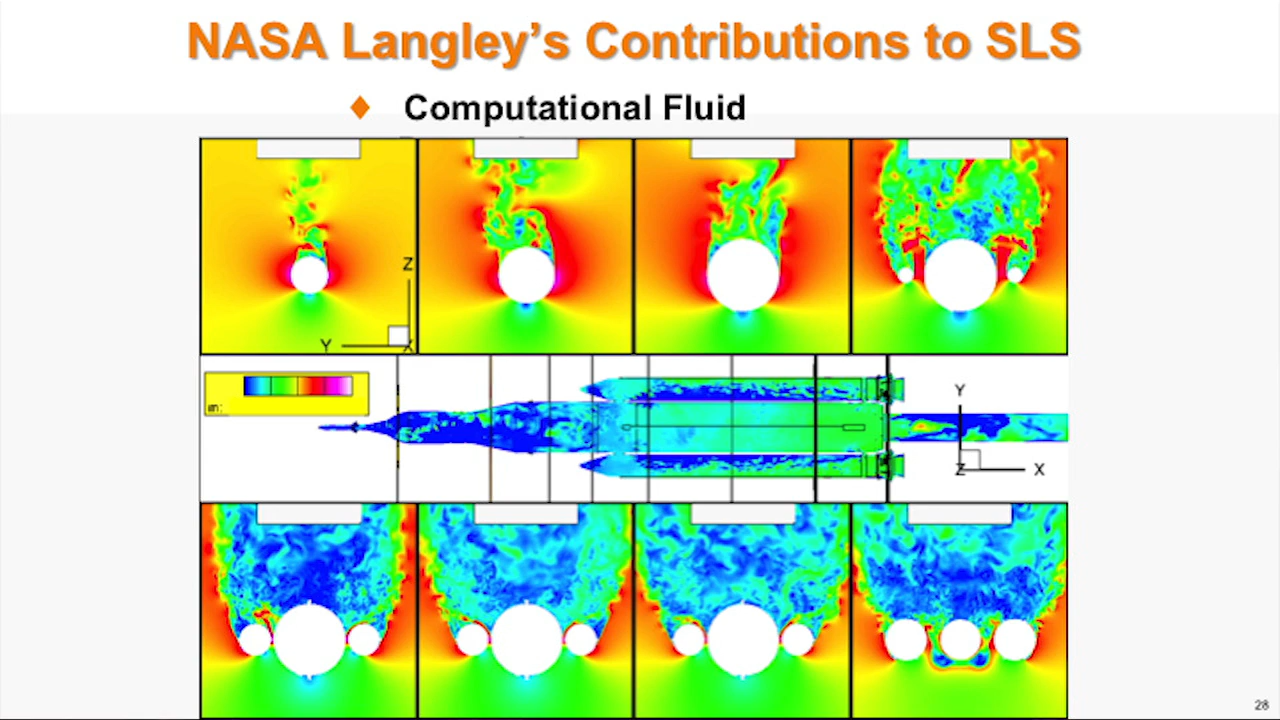 NASA Langley's Contributions to SLS
♦ Computational Fluid
Z
Y
X
Y
Z
X
28